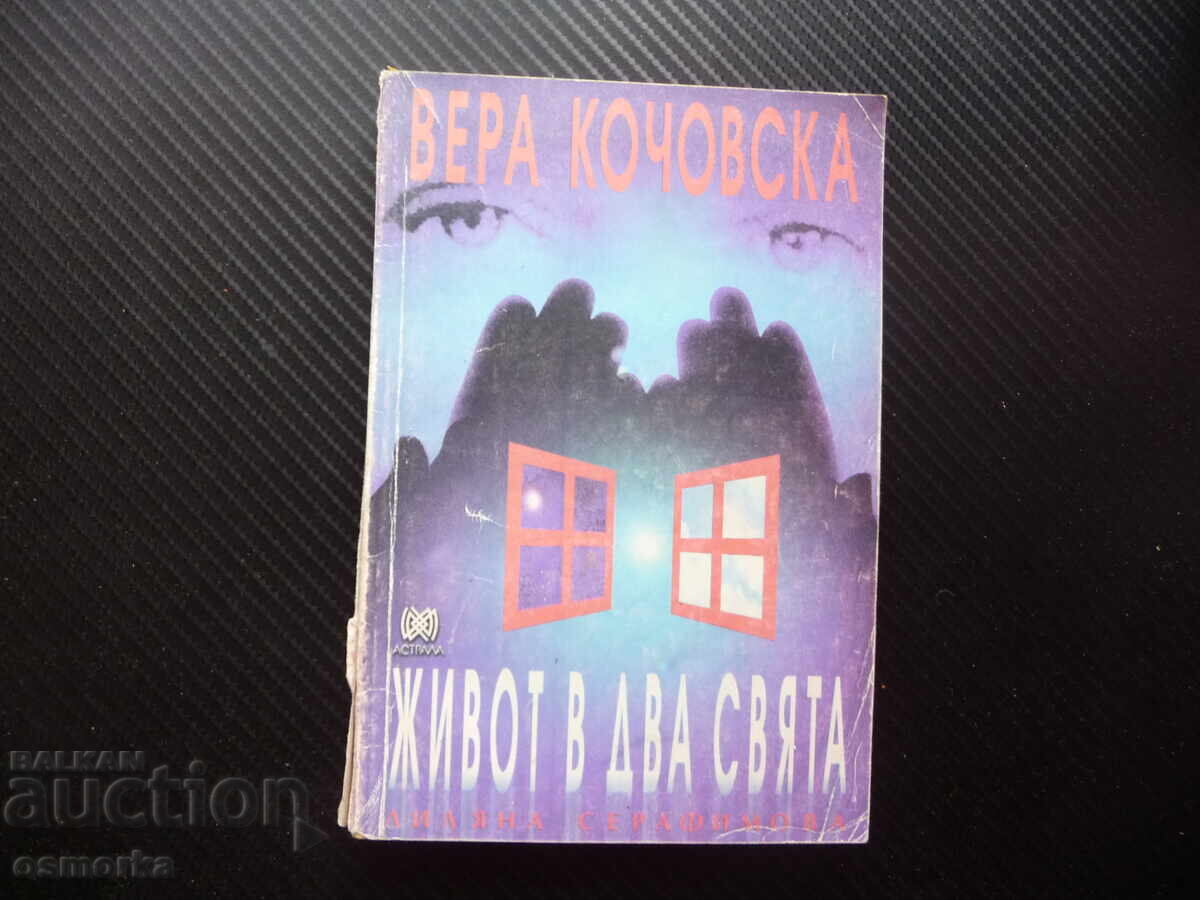 ВЕРА КОЧОВСКА
АСТРАЛА
ЖИВОТ В ДВА СВЯТА
ЛИЛЯНА СЕРАФИМОВА
BALKAN
auction
osmorka